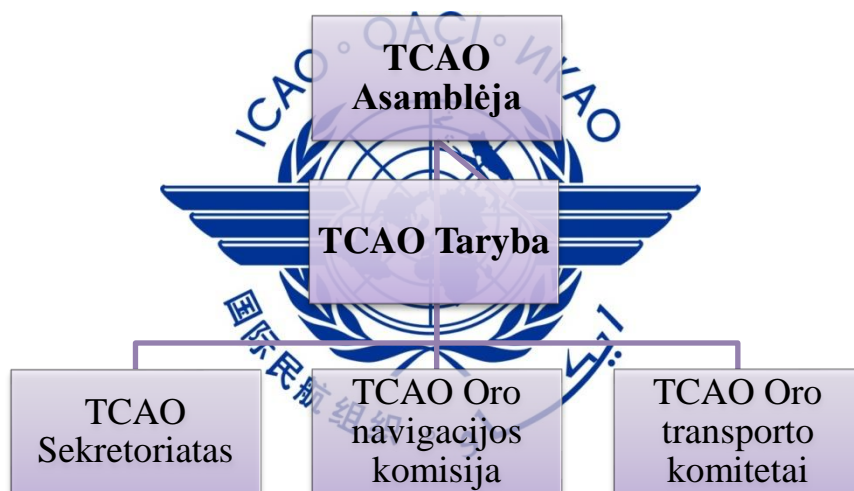 ICAO · OACI · ИКАО
TCAO
Asamblėja
TCAO Taryba
国际民航组织
TCAO
Sekretoriatas
TCAO Oro
navigacijos
komisija
TCAO Oro
transporto
komitetai